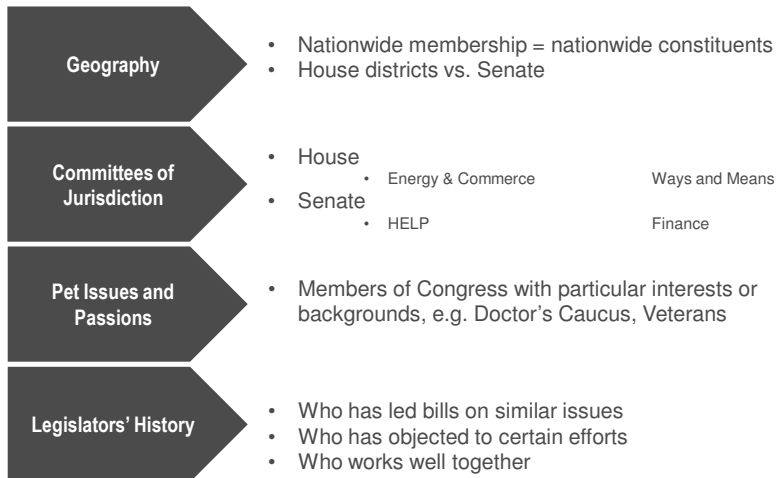 Geography
• Nationwide membership = nationwide constituents
• House districts vs. Senate
Committees of
Jurisdiction
• House
• Energy & Commerce Ways and Means
• Senate
• HELP Finance
Pet Issues and
Passions
• Members of Congress with particular interests or
backgrounds, e.g. Doctor's Caucus, Veterans
Legislators' History
• Who has led bills on similar issues
• Who has objected to certain efforts
• Who works well together